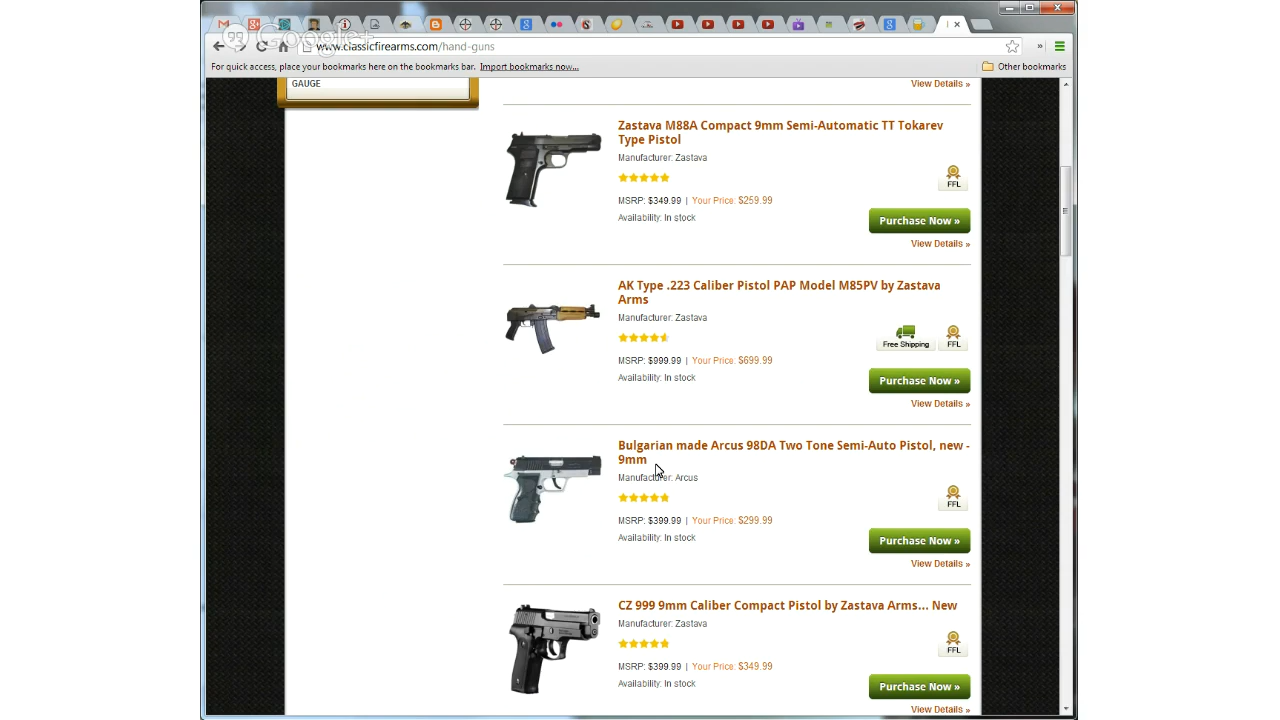 Google+
www.classicfirearms.com/hand-guns
For quick access, place your bookmarks here on the bookmarks bar. Import bookmarks now...
Other bookmarks
GAUGE
View Details »
Zastava M88A Compact 9mm Semi-Automatic TT Tokarev
Type Pistol
Manufacturer: Zastava
FFL
MSRP: $349.99 | Your Price: $259.99
Availability: In stock
Purchase Now »
View Details »
AK Type .223 Caliber Pistol PAP Model M85PV by Zastava
Arms
Manufacturer: Zastava
Free Shipping
FFL
MSRP: $999.99 | Your Price: $699.99
Availability: In stock
Purchase Now »
View Details »
Bulgarian made Arcus 98DA Two Tone Semi-Auto Pistol, new -
9mm
Manufacturer: Arcus
FFL
MSRP: $399.99 | Your Price: $299.99
Availability: In stock
Purchase Now »
View Details »
CZ 999 9mm Caliber Compact Pistol by Zastava Arms... New
Manufacturer: Zastava
FFL
MSRP: $399.99 | Your Price: $349.99
Availability: In stock
Purchase Now »
View Details »